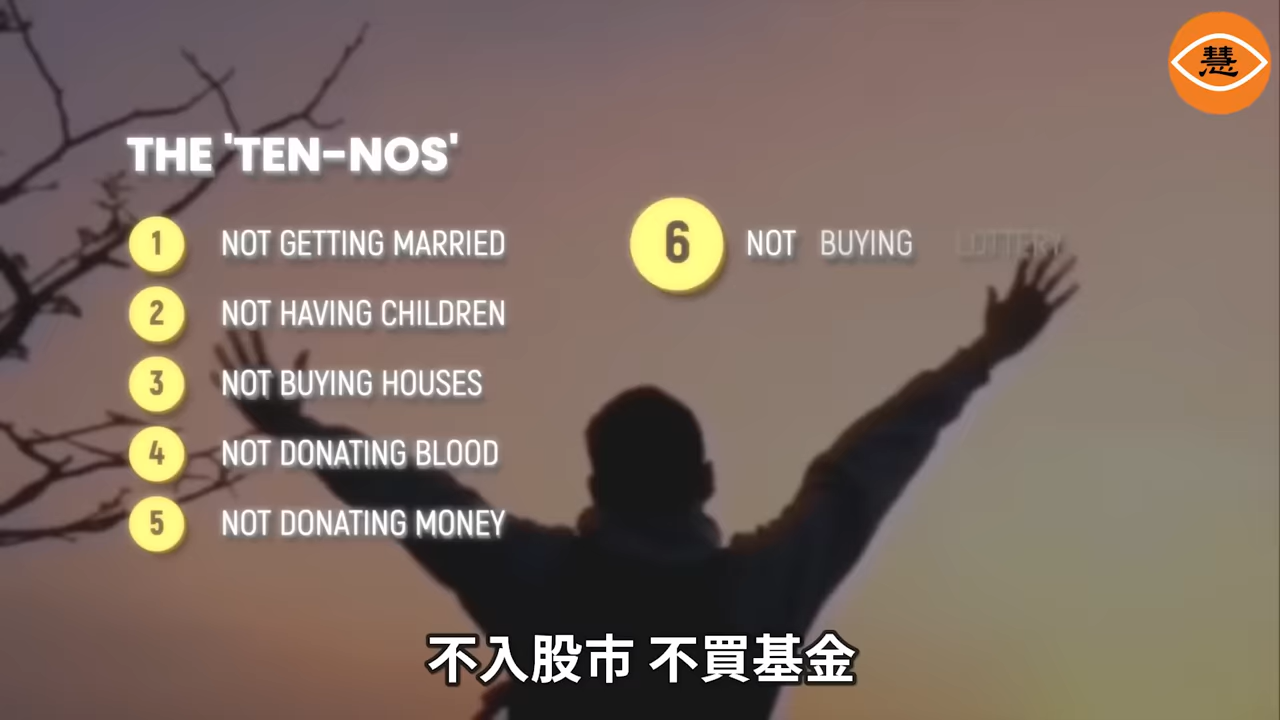 慧
THE 'TEN-NOS'
1 NOT GETTING MARRIED
2 NOT HAVING CHILDREN
3 NOT BUYING HOUSES
4 NOT DONATING BLOOD
5 NOT DONATING MONEY
6 NOT BUYING LOTTERY
不入股市 不買基金